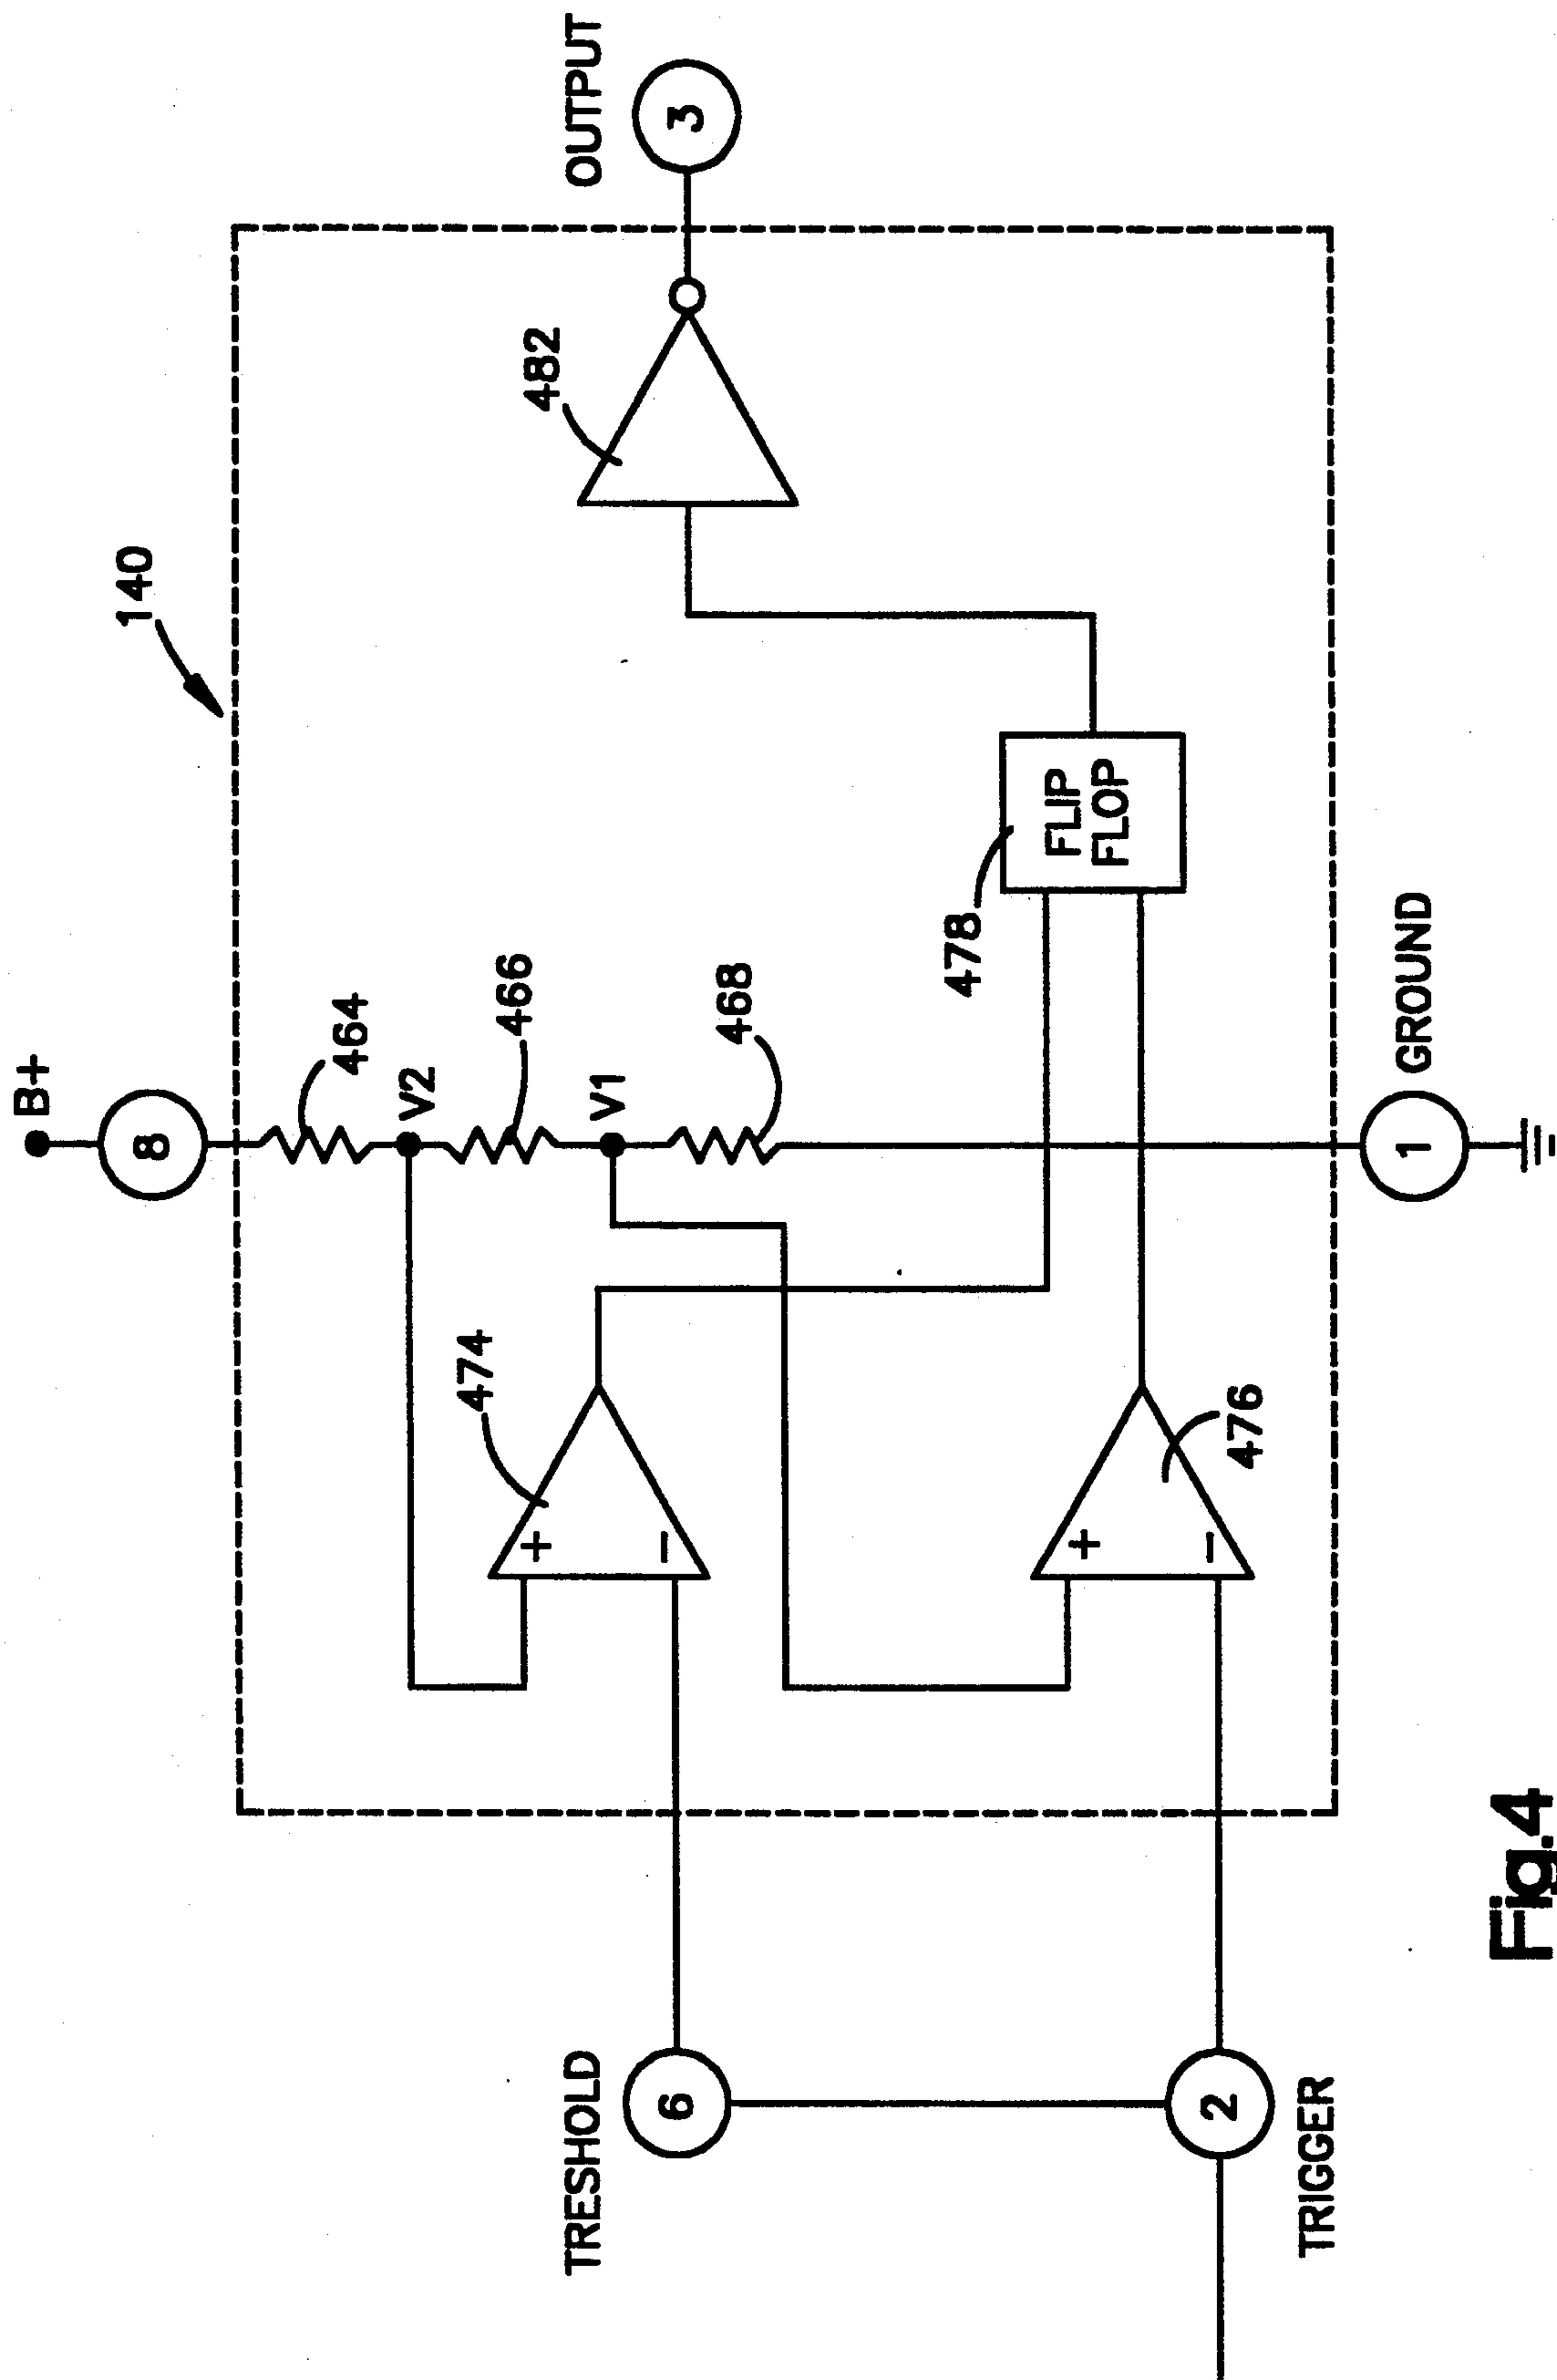 B+
8
140
464
V2
466
V1
468
474
482
OUTPUT
3
TRESHOLD
6
+
−
478
FLIP
FLOP
+
−
476
2
TRIGGER
1
GROUND
Fig.4